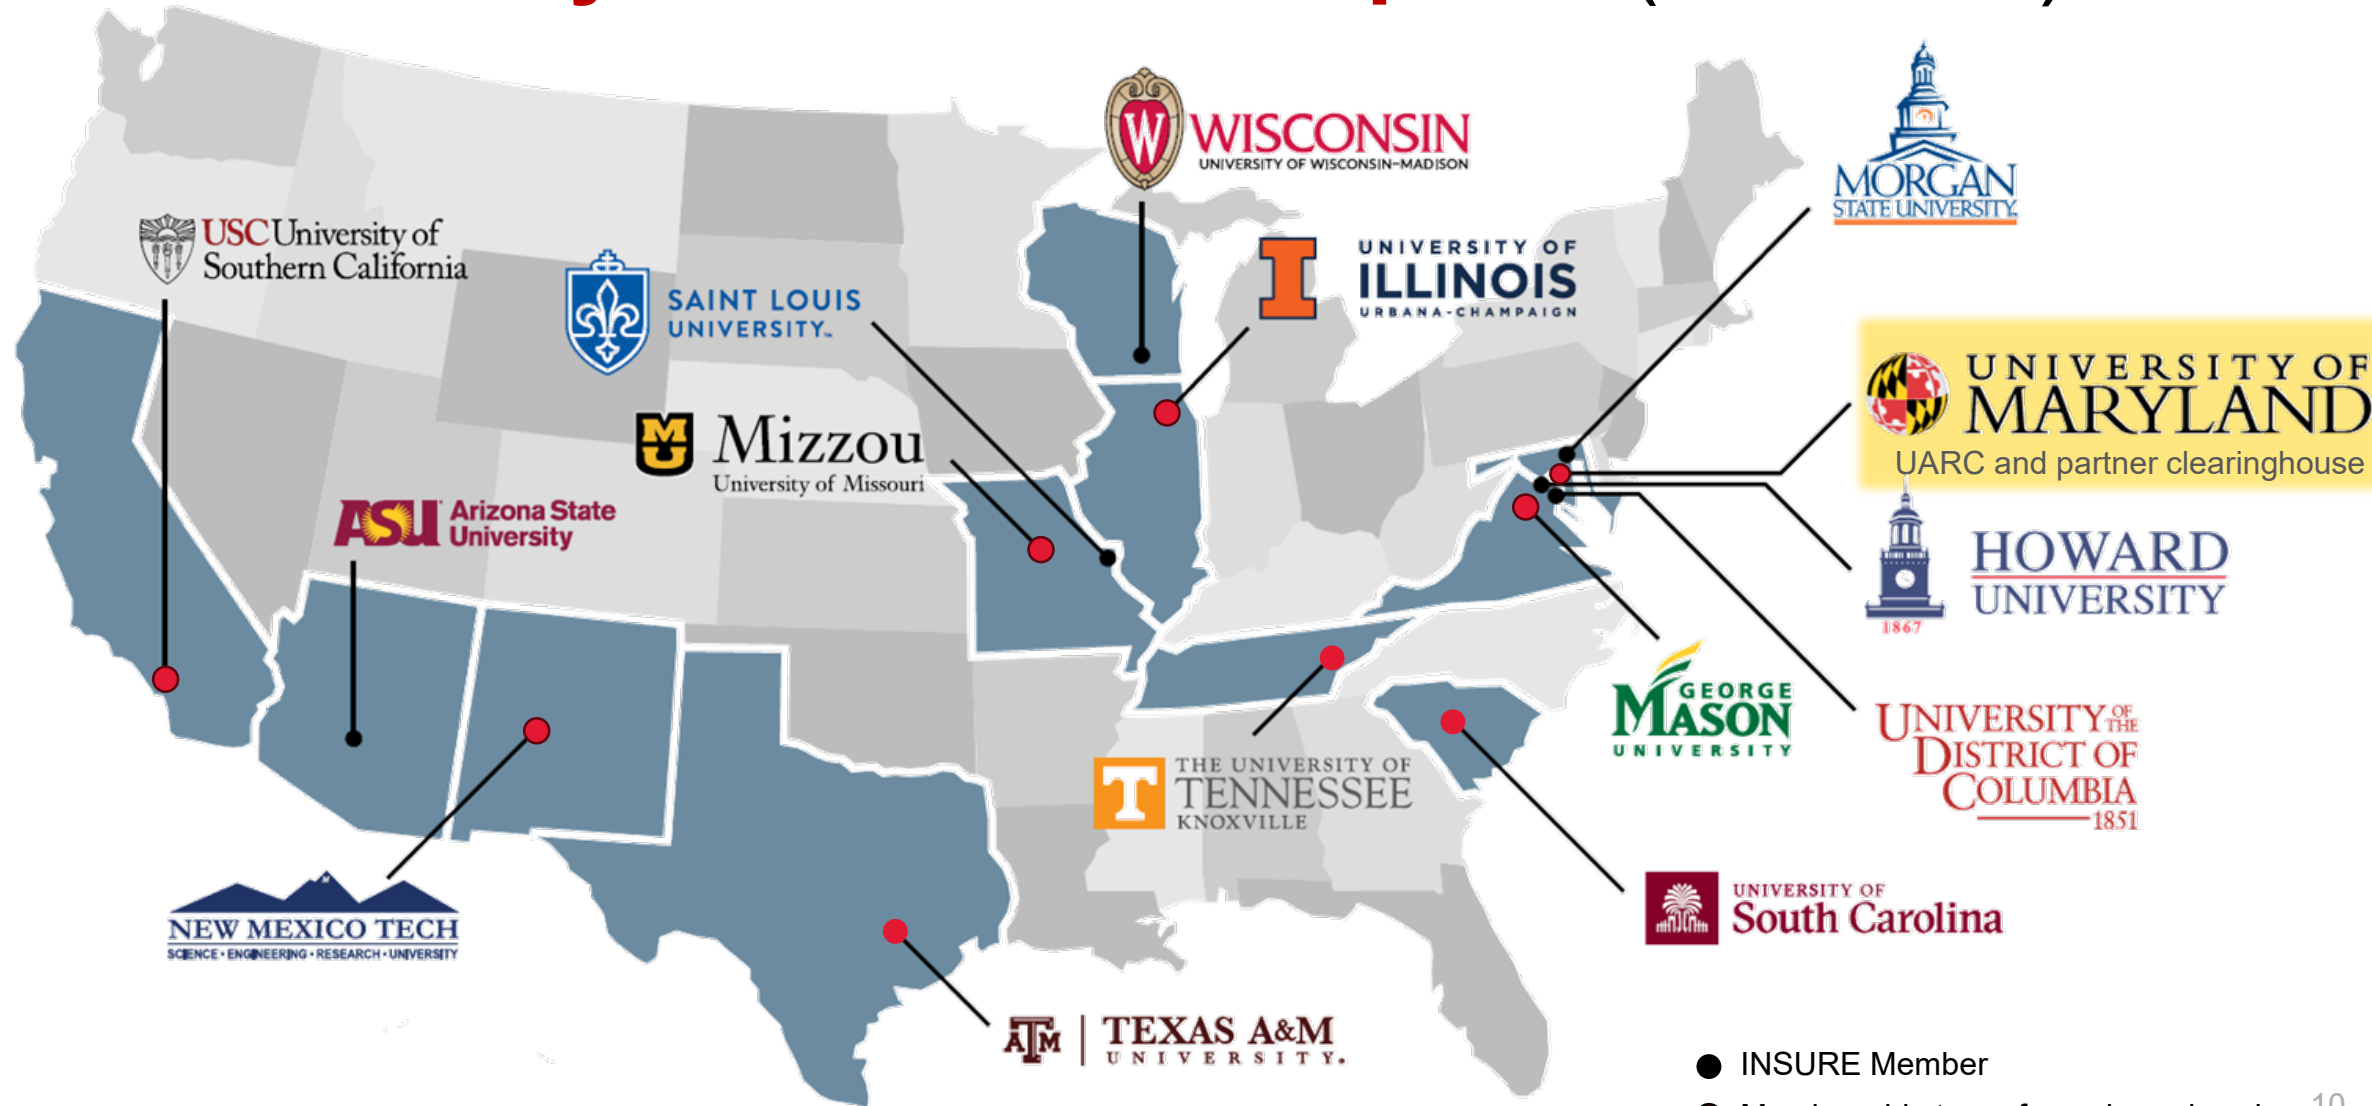 WISCONSIN
UNIVERSITY OF WISCONSIN–MADISON
MORGAN
STATE UNIVERSITY
USC University of
Southern California
SAINT LOUIS
UNIVERSITY™
UNIVERSITY OF
ILLINOIS
URBANA-CHAMPAIGN
UNIVERSITY OF
MARYLAND
UARC and partner clearinghouse
Mizzou
University of Missouri
ASU Arizona State
University
HOWARD
UNIVERSITY
1867
GEORGE
MASON
UNIVERSITY
UNIVERSITY OF THE
DISTRICT OF
COLUMBIA
1851
THE UNIVERSITY OF
TENNESSEE
KNOXVILLE
UNIVERSITY OF
South Carolina
NEW MEXICO TECH
SCIENCE • ENGINEERING • RESEARCH • UNIVERSITY
ATM | TEXAS A&M
UNIVERSITY.
INSURE Member
10